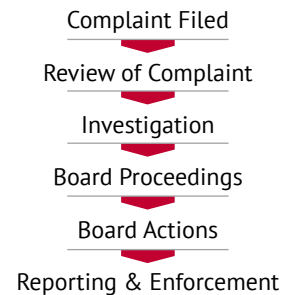 Complaint Filed
Review of Complaint
Investigation
Board Proceedings
Board Actions
Reporting & Enforcement